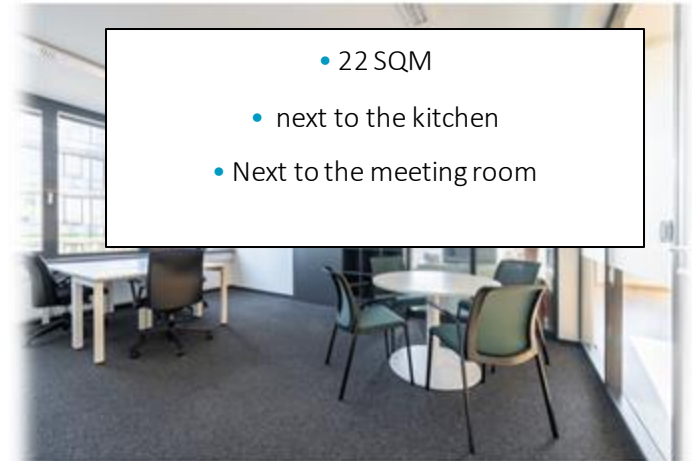 • 22 SQM
• next to the kitchen
• Next to the meeting room